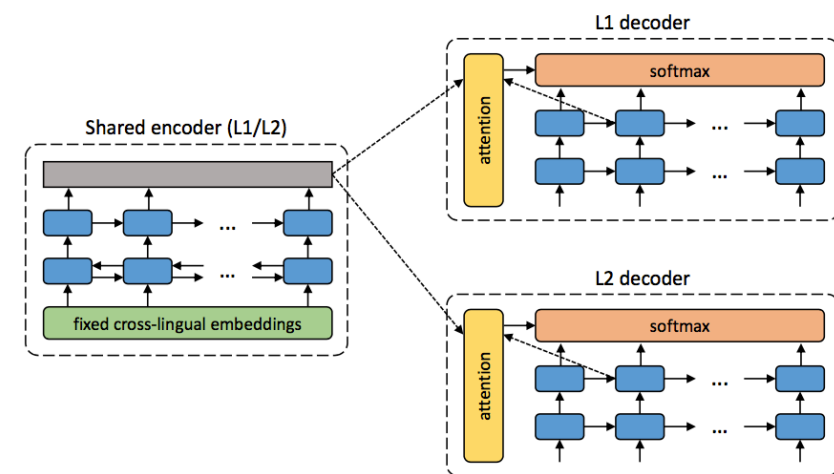 L1 decoder
softmax
attention
...
...
Shared encoder (L1/L2)
...
...
fixed cross-lingual embeddings
L2 decoder
softmax
attention
...
...